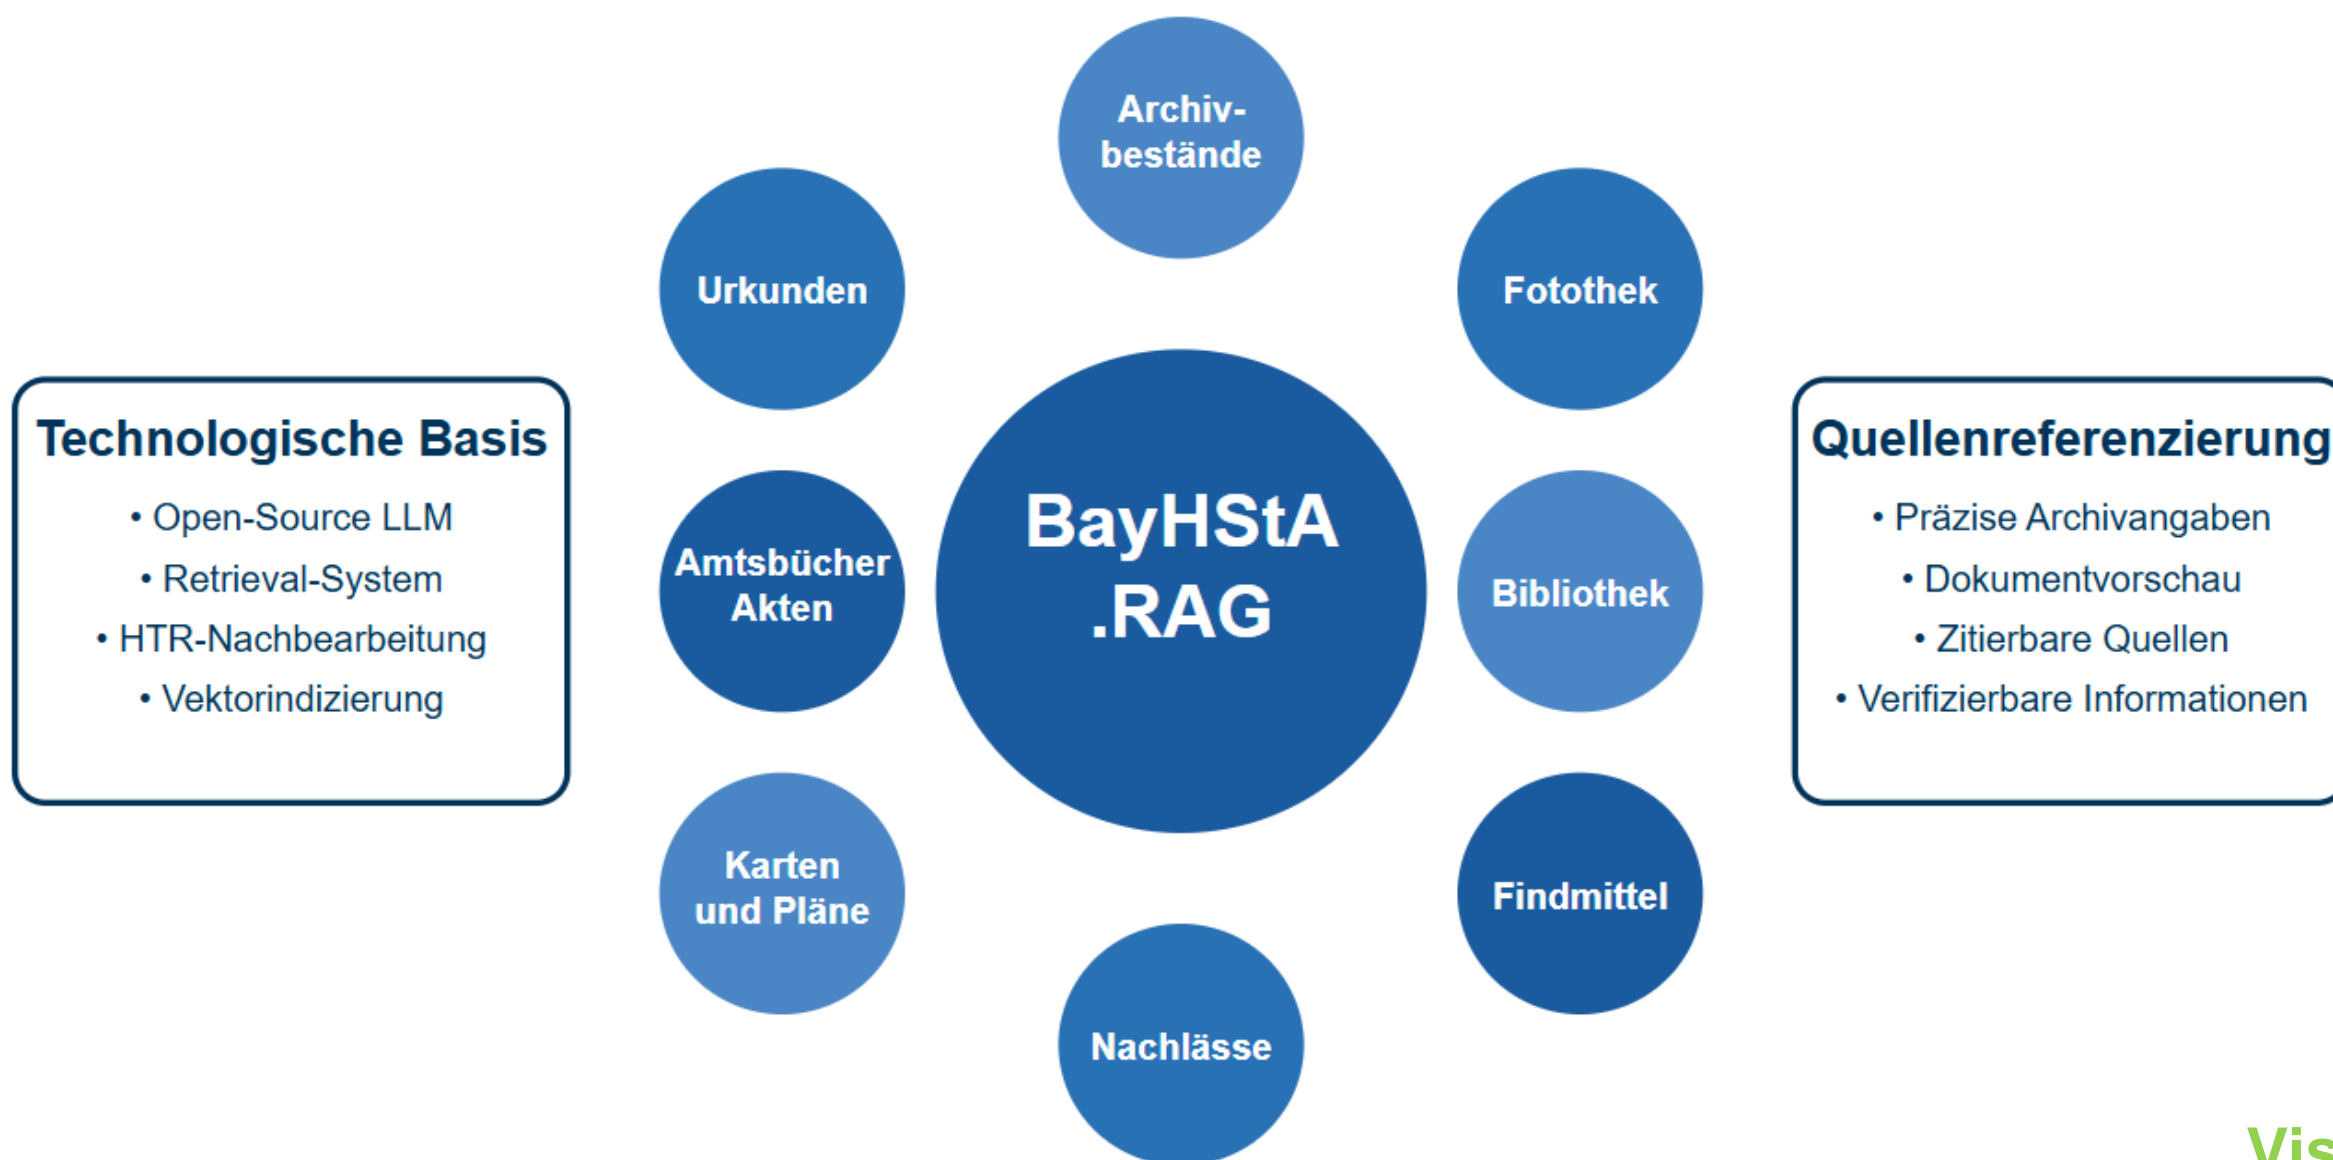 Archiv-
bestände
Urkunden
Fotothek
Technologische Basis
• Open-Source LLM
• Retrieval-System
• HTR-Nachbearbeitung
• Vektorindizierung
Amtsbücher
Akten
BayHStA
.RAG
Bibliothek
Quellenreferenzierung
• Präzise Archivangaben
• Dokumentvorschau
• Zitierbare Quellen
• Verifizierbare Informationen
Karten
und Pläne
Findmittel
Nachlässe